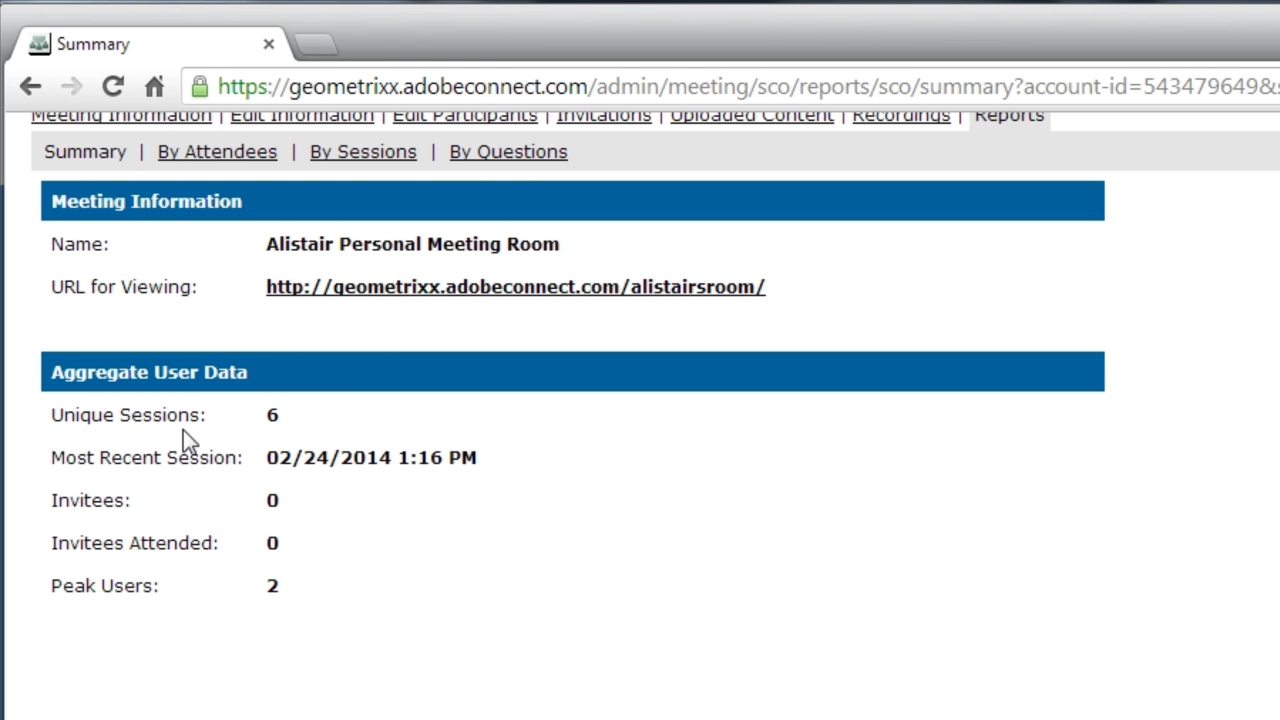 Summary
https://geometrixx.adobeconnect.com/admin/meeting/sco/reports/sco/summary?account-id=543479649&
Meeting Information | Edit Information | Edit Participants | Invitations | Uploaded Content | Recordings | Reports
Summary | By Attendees | By Sessions | By Questions
Meeting Information
Name: Alistair Personal Meeting Room
URL for Viewing: http://geometrixx.adobeconnect.com/alistairsroom/
Aggregate User Data
Unique Sessions: 6
Most Recent Session: 02/24/2014 1:16 PM
Invitees: 0
Invitees Attended: 0
Peak Users: 2